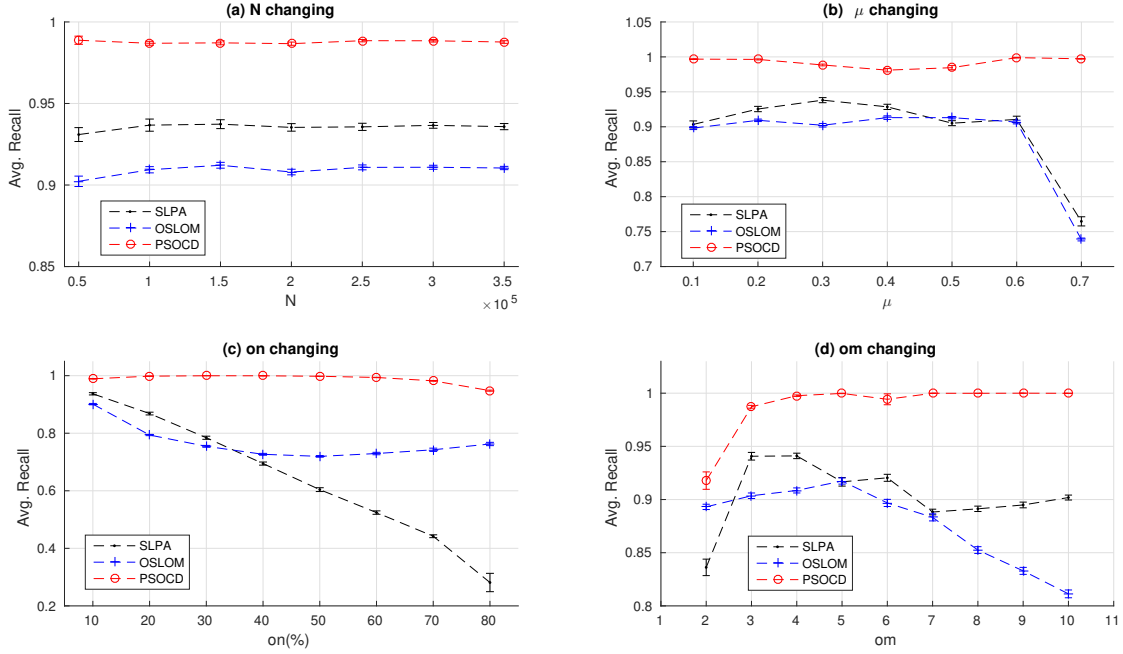 (a) N changing
1
0.95
0.9
0.85
Avg. Recall
SLPA
OSLOM
PSOCD
0.5 1 1.5 2 2.5 3 3.5
N
× 10^5
(b) μ changing
1.05
1
0.95
0.9
0.85
0.8
0.75
0.7
Avg. Recall
SLPA
OSLOM
PSOCD
0.1 0.2 0.3 0.4 0.5 0.6 0.7
μ
(c) on changing
1
0.8
0.6
0.4
0.2
Avg. Recall
SLPA
OSLOM
PSOCD
10 20 30 40 50 60 70 80
on(%)
(d) om changing
1
0.95
0.9
0.85
0.8
Avg. Recall
SLPA
OSLOM
PSOCD
1 2 3 4 5 6 7 8 9 10 11
om